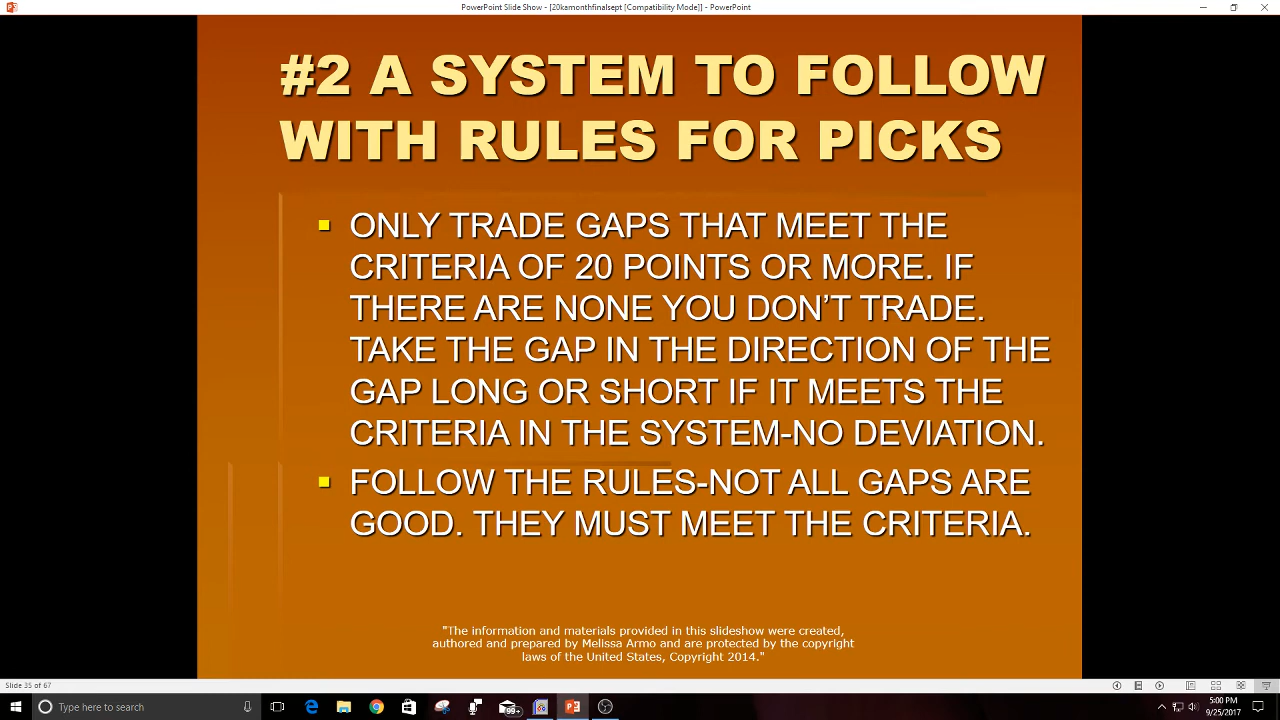 PowerPoint Slide Show - [20kamonthfinalsept [Compatibility Mode]] - PowerPoint
#2 A SYSTEM TO FOLLOW
WITH RULES FOR PICKS
ONLY TRADE GAPS THAT MEET THE
CRITERIA OF 20 POINTS OR MORE. IF
THERE ARE NONE YOU DON’T TRADE.
TAKE THE GAP IN THE DIRECTION OF THE
GAP LONG OR SHORT IF IT MEETS THE
CRITERIA IN THE SYSTEM-NO DEVIATION.
FOLLOW THE RULES-NOT ALL GAPS ARE
GOOD. THEY MUST MEET THE CRITERIA.
"The information and materials provided in this slideshow were created,
authored and prepared by Melissa Armo and are protected by the copyright
laws of the United States, Copyright 2014."
Slide 35 of 67
Type here to search
99+
5:00 PM
9/25/2017